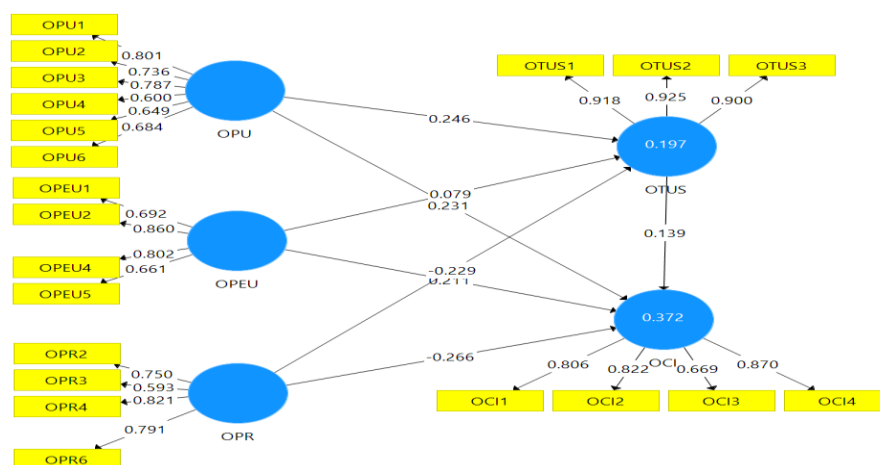 OPU1
OPU2
OPU3
OPU4
OPU5
OPU6
0.801
0.736
0.787
0.600
0.649
0.684
OPU
OPEU1
OPEU2
OPEU4
OPEU5
0.692
0.860
0.802
0.661
OPEU
OPR2
OPR3
OPR4
OPR6
0.750
0.593
0.821
0.791
OPR
0.246
0.079
0.231
-0.229
0.211
-0.266
OTUS1
OTUS2
OTUS3
0.918
0.925
0.900
0.197
OTUS
0.139
0.372
OCI
0.806
0.822
0.669
0.870
OCI1
OCI2
OCI3
OCI4